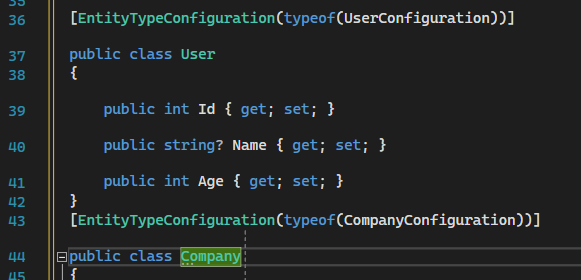 35
36 [EntityTypeConfiguration(typeof(UserConfiguration))]
37 public class User
38 {
39 public int Id { get; set; }
40 public string? Name { get; set; }
41 public int Age { get; set; }
42 }
43 [EntityTypeConfiguration(typeof(CompanyConfiguration))]
44 public class Company
45 {